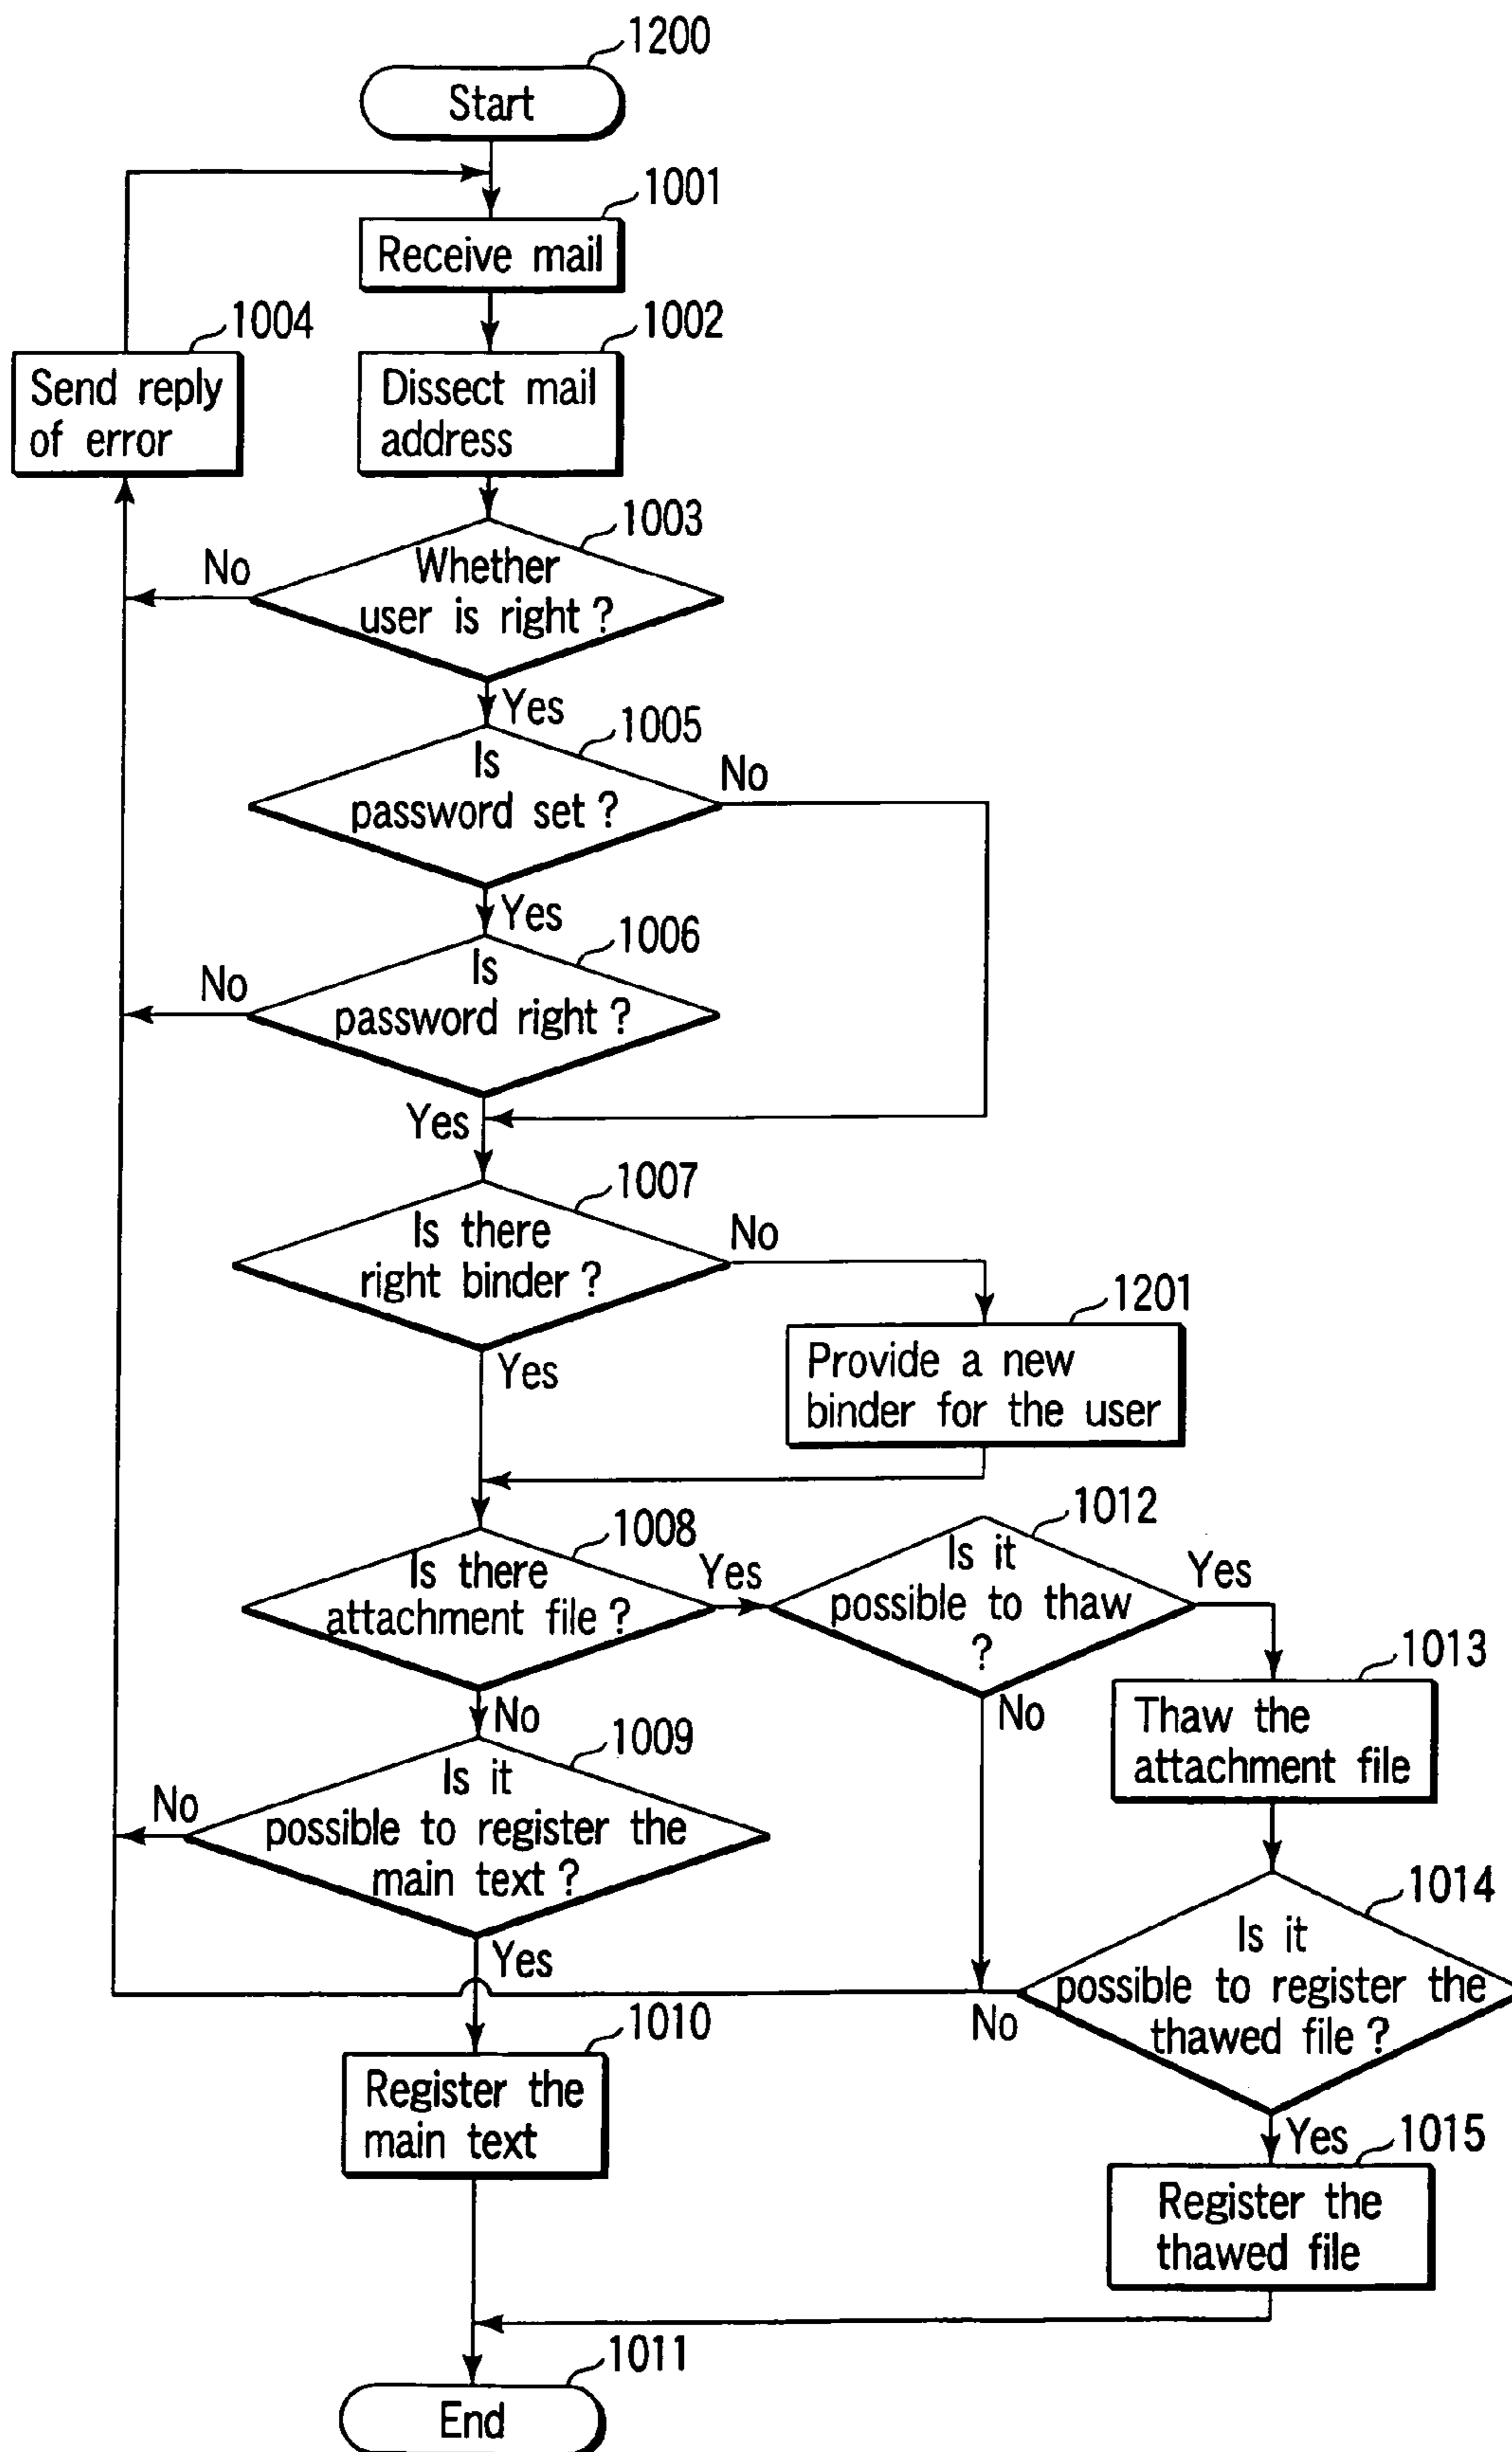 1200
Start
1001
Receive mail
1004
Send reply
of error
1002
Dissect mail
address
1003
Whether
user is right ?
No
Yes
1005
Is
password set ?
No
Yes
1006
Is
password right ?
No
Yes
1007
Is there
right binder ?
No
Yes
1201
Provide a new
binder for the user
1008
Is there
attachment file ?
Yes
No
1012
Is it
possible to thaw
?
Yes
No
1013
Thaw the
attachment file
1009
Is it
possible to register the
main text ?
No
Yes
1014
Is it
possible to register the
thawed file ?
No
Yes
1010
Register the
main text
1015
Register the
thawed file
1011
End